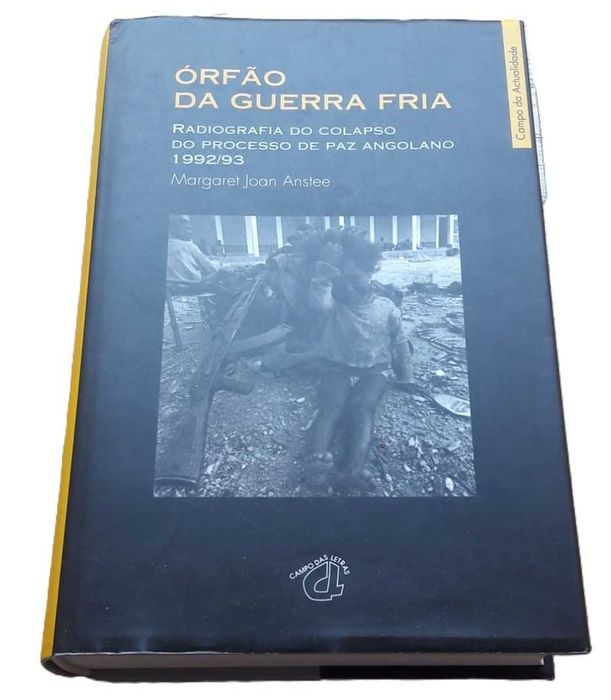 ÓRFÃO
DA GUERRA FRIA
RADIOGRAFIA DO COLAPSO
DO PROCESSO DE PAZ ANGOLANO
1992/93
Margaret Joan Anstee
Campo da Actualidade
CAMPO DAS LETRAS